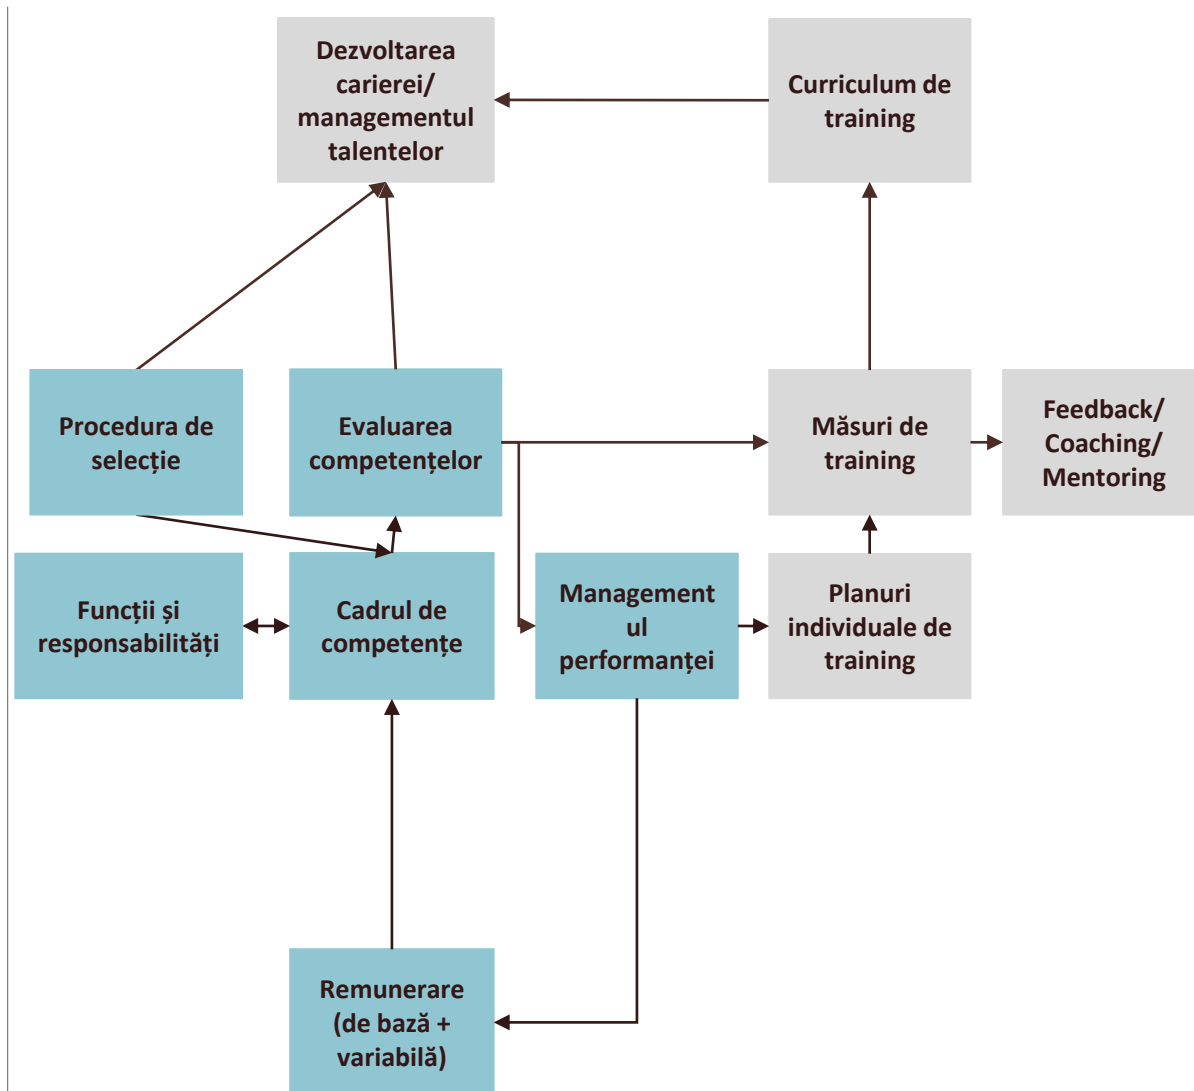 Dezvoltarea
carierei/
managementul
talentelor
Curriculum de
training
Procedura de
selecție
Evaluarea
competențelor
Măsuri de
training
Feedback/
Coaching/
Mentoring
Funcții și
responsabilități
Cadrul de
competențe
Management
ul
performanței
Planuri
individuale de
training
Remunerare
(de bază +
variabilă)